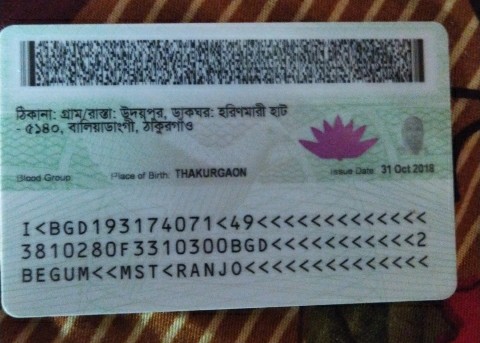 ঠিকানা: গ্রাম/রাস্তা: উদয়পুর, ডাকঘর: হরিণমারী হাট
- ৫১৪০, বালিয়াডাংগী, ঠাকুরগাঁও
Blood Group Place of Birth: THAKURGAON Issue Date: 31 Oct 2018
I<BGD193174071<49<<<<<<<<<<<<<
3810280F3310300BGD<<<<<<<<<<<2
BEGUM<<MST<RANJO<<<<<<<<<<<<<<